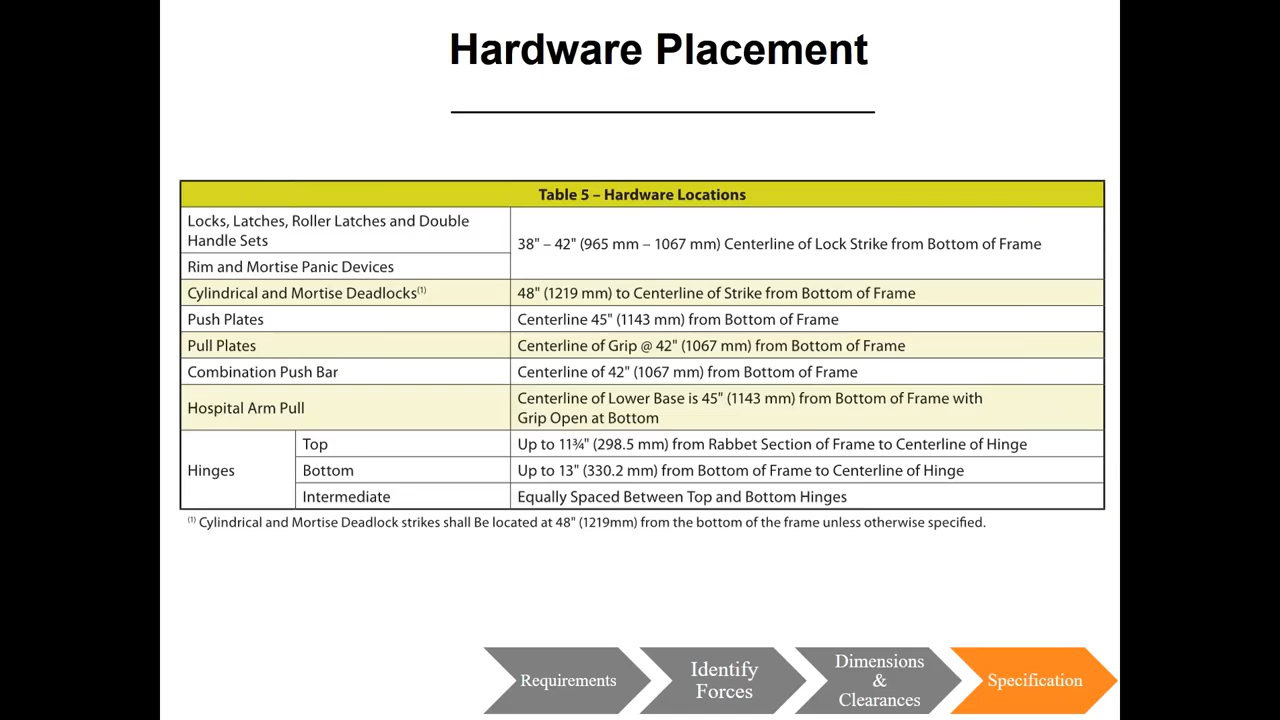 Hardware Placement
Table 5 – Hardware Locations
Locks, Latches, Roller Latches and Double
Handle Sets
38" – 42" (965 mm – 1067 mm) Centerline of Lock Strike from Bottom of Frame
Rim and Mortise Panic Devices
Cylindrical and Mortise Deadlocks(1)
48" (1219 mm) to Centerline of Strike from Bottom of Frame
Push Plates
Centerline 45" (1143 mm) from Bottom of Frame
Pull Plates
Centerline of Grip @ 42" (1067 mm) from Bottom of Frame
Combination Push Bar
Centerline of 42" (1067 mm) from Bottom of Frame
Hospital Arm Pull
Centerline of Lower Base is 45" (1143 mm) from Bottom of Frame with
Grip Open at Bottom
Hinges
Top
Up to 11¾" (298.5 mm) from Rabbet Section of Frame to Centerline of Hinge
Bottom
Up to 13" (330.2 mm) from Bottom of Frame to Centerline of Hinge
Intermediate
Equally Spaced Between Top and Bottom Hinges
(1) Cylindrical and Mortise Deadlock strikes shall Be located at 48" (1219mm) from the bottom of the frame unless otherwise specified.
Requirements
Identify
Forces
Dimensions
&
Clearances
Specification